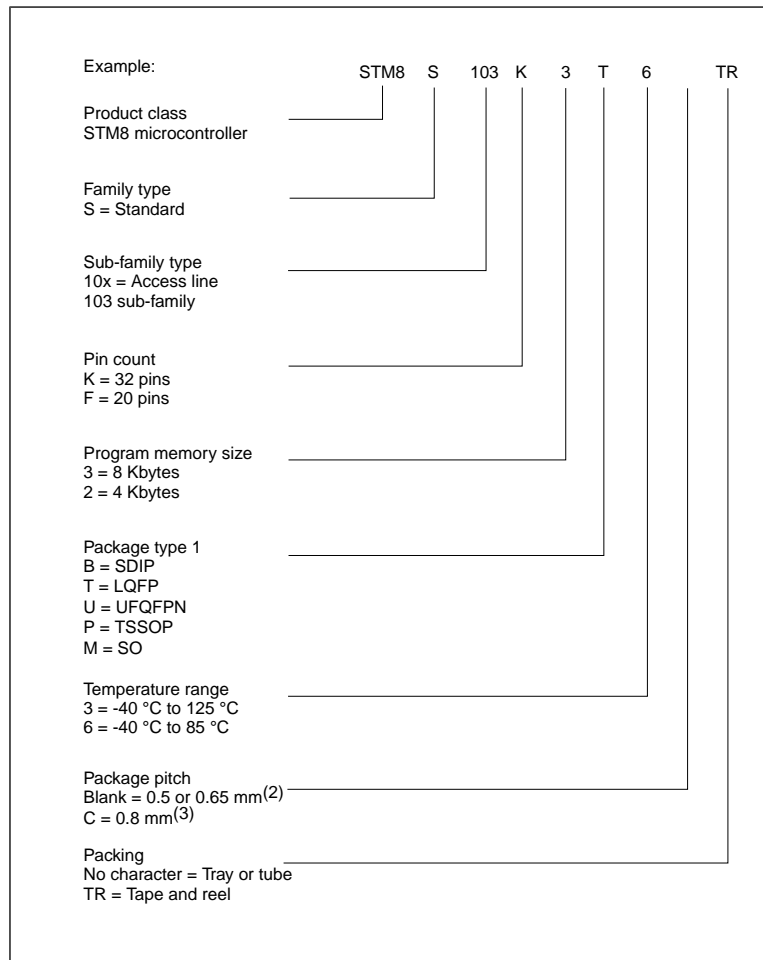 Example: STM8 S 103 K 3 T 6 TR
Product class
STM8 microcontroller
Family type
S = Standard
Sub-family type
10x = Access line
103 sub-family
Pin count
K = 32 pins
F = 20 pins
Program memory size
3 = 8 Kbytes
2 = 4 Kbytes
Package type 1
B = SDIP
T = LQFP
U = UFQFPN
P = TSSOP
M = SO
Temperature range
3 = -40 °C to 125 °C
6 = -40 °C to 85 °C
Package pitch
Blank = 0.5 or 0.65 mm(2)
C = 0.8 mm(3)
Packing
No character = Tray or tube
TR = Tape and reel